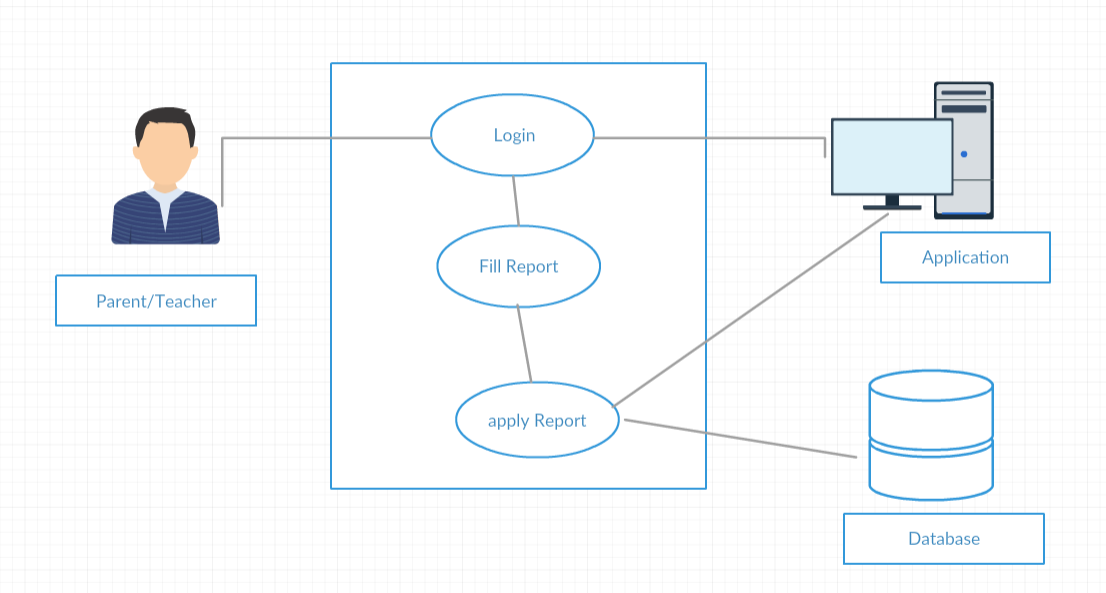 Login
Fill Report
apply Report
Parent/Teacher
Application
Database